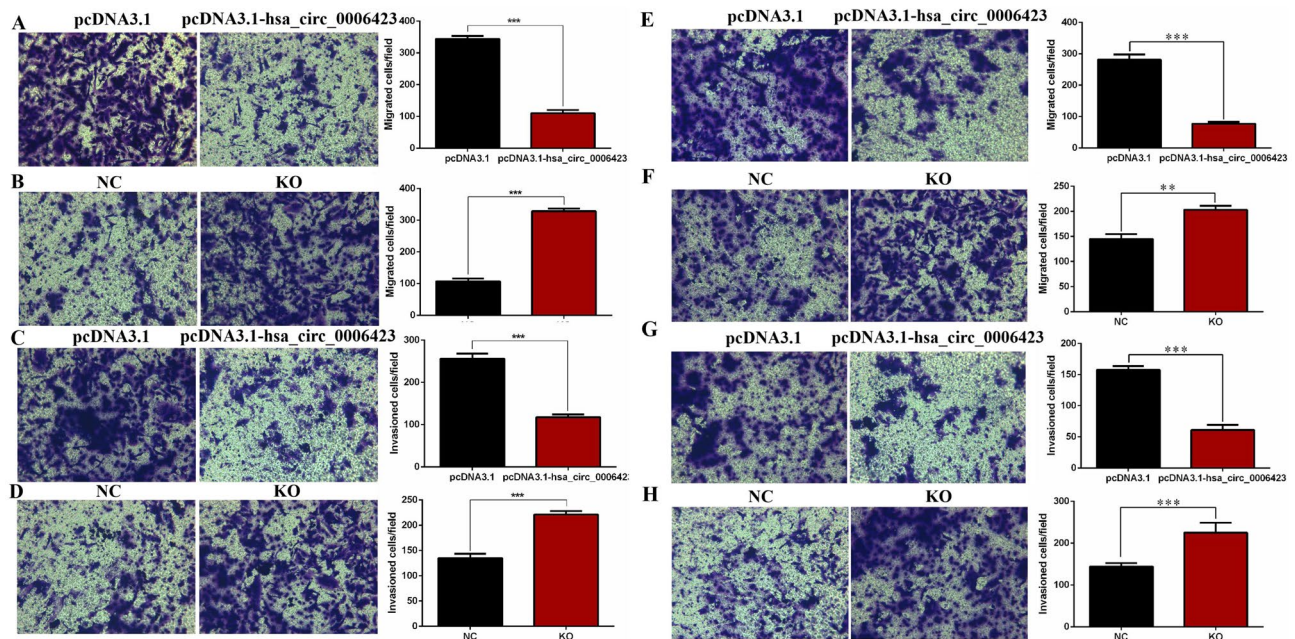 A
pcDNA3.1 pcDNA3.1-hsa_circ_0006423
Migrated cells/field
400
300
200
100
0
***
pcDNA3.1 pcDNA3.1-hsa_circ_0006423
B
NC KO
Migrated cells/field
400
300
200
100
0
***
C
pcDNA3.1 pcDNA3.1-hsa_circ_0006423
Invasioned cells/field
300
200
100
0
***
pcDNA3.1 pcDNA3.1-hsa_circ_0006423
D
NC KO
Invasioned cells/field
250
200
150
100
50
0
***
NC KO
E
pcDNA3.1 pcDNA3.1-hsa_circ_0006423
Migrated cells/field
400
300
200
100
0
***
pcDNA3.1 pcDNA3.1-hsa_circ_0006423
F
NC KO
Migrated cells/field
250
200
150
100
50
0
**
NC KO
G
pcDNA3.1 pcDNA3.1-hsa_circ_0006423
Invasioned cells/field
200
150
100
50
0
***
pcDNA3.1 pcDNA3.1-hsa_circ_0006423
H
NC KO
Invasioned cells/field
300
200
100
0
***
NC KO